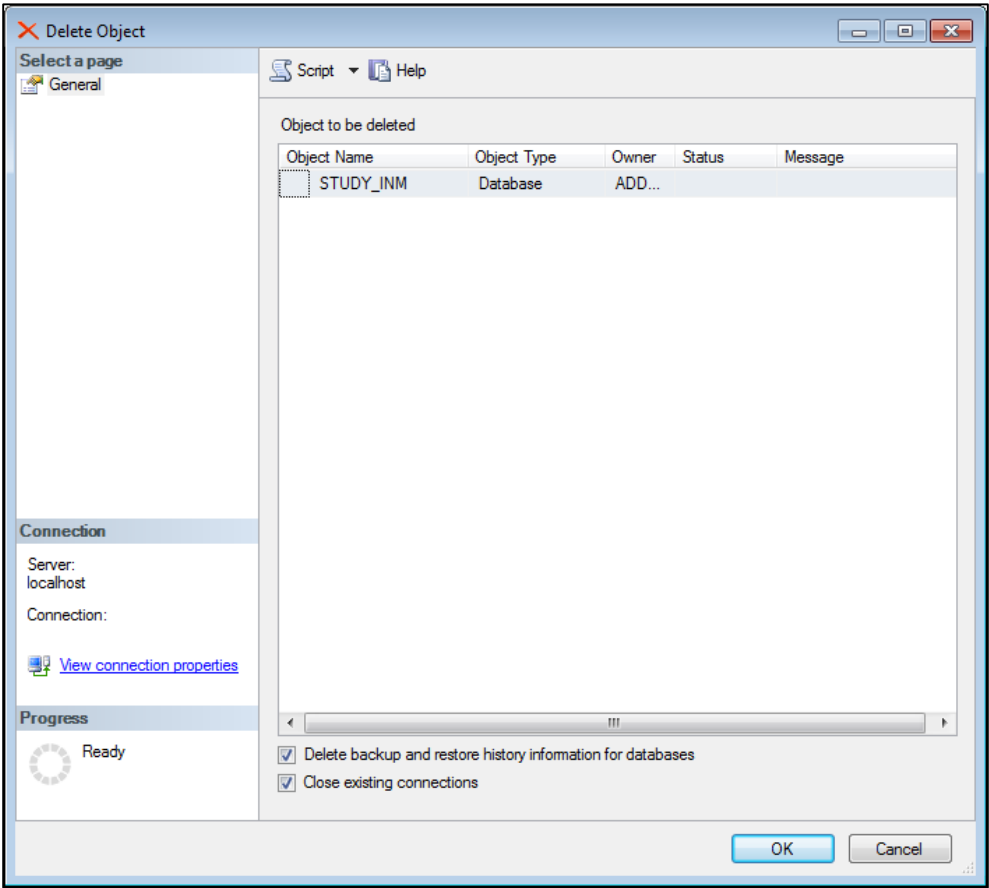 Delete Object
Select a page
General
Script
Help
Object to be deleted
Object Name Object Type Owner Status Message
STUDY_INM Database ADD...
Connection
Server:
localhost
Connection:
View connection properties
Progress
Ready
Delete backup and restore history information for databases
Close existing connections
OK Cancel